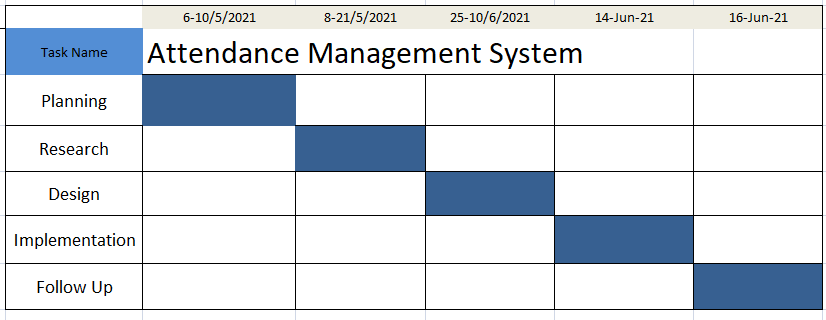 6-10/5/2021 8-21/5/2021 25-10/6/2021 14-Jun-21 16-Jun-21
Task Name Attendance Management System
Planning
Research
Design
Implementation
Follow Up